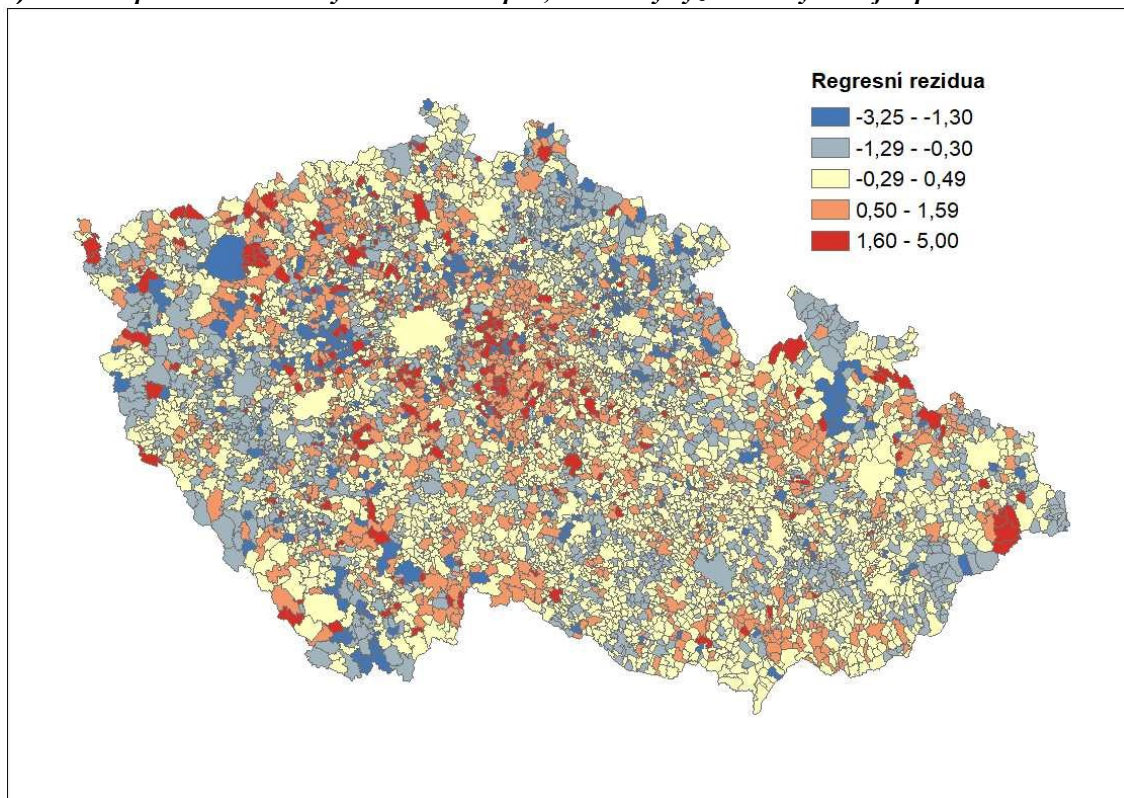 Regresní rezidua
-3,25 - -1,30
-1,29 - -0,30
-0,29 - 0,49
0,50 - 1,59
1,60 - 5,00